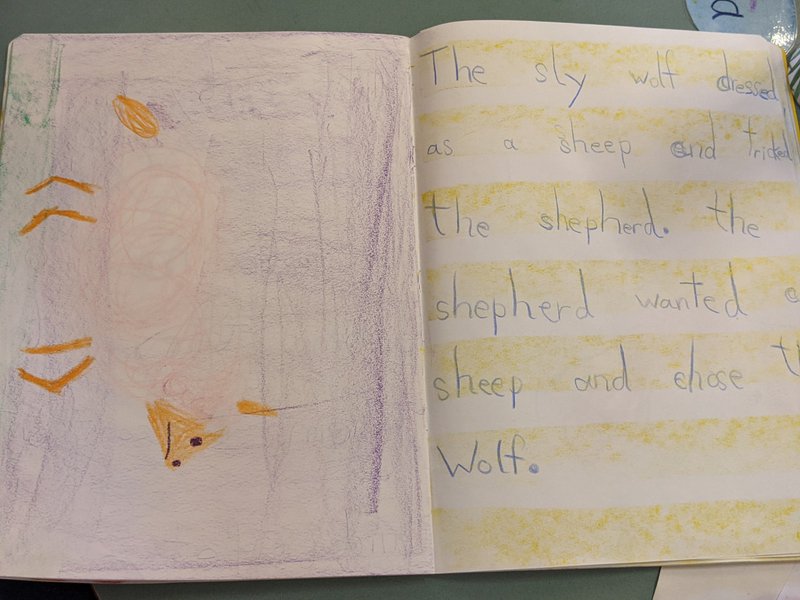 The sly wolf dressed
as a sheep and tricked
the shepherd. the
shepherd wanted
sheep and chose
Wolf.